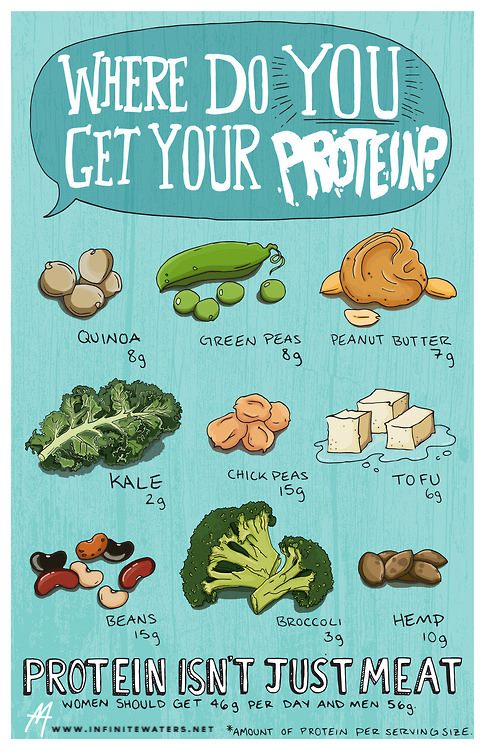 WHERE DO YOU
GET YOUR PROTEIN?
QUINOA
8g
GREEN PEAS
8g
PEANUT BUTTER
7g
KALE
2g
CHICK PEAS
15g
TOFU
6g
BEANS
15g
BROCCOLI
3g
HEMP
10g
PROTEIN ISN'T JUST MEAT
WOMEN SHOULD GET 46g PER DAY AND MEN 56g.
WWW.INFINITEWATERS.NET
*AMOUNT OF PROTEIN PER SERVING SIZE.